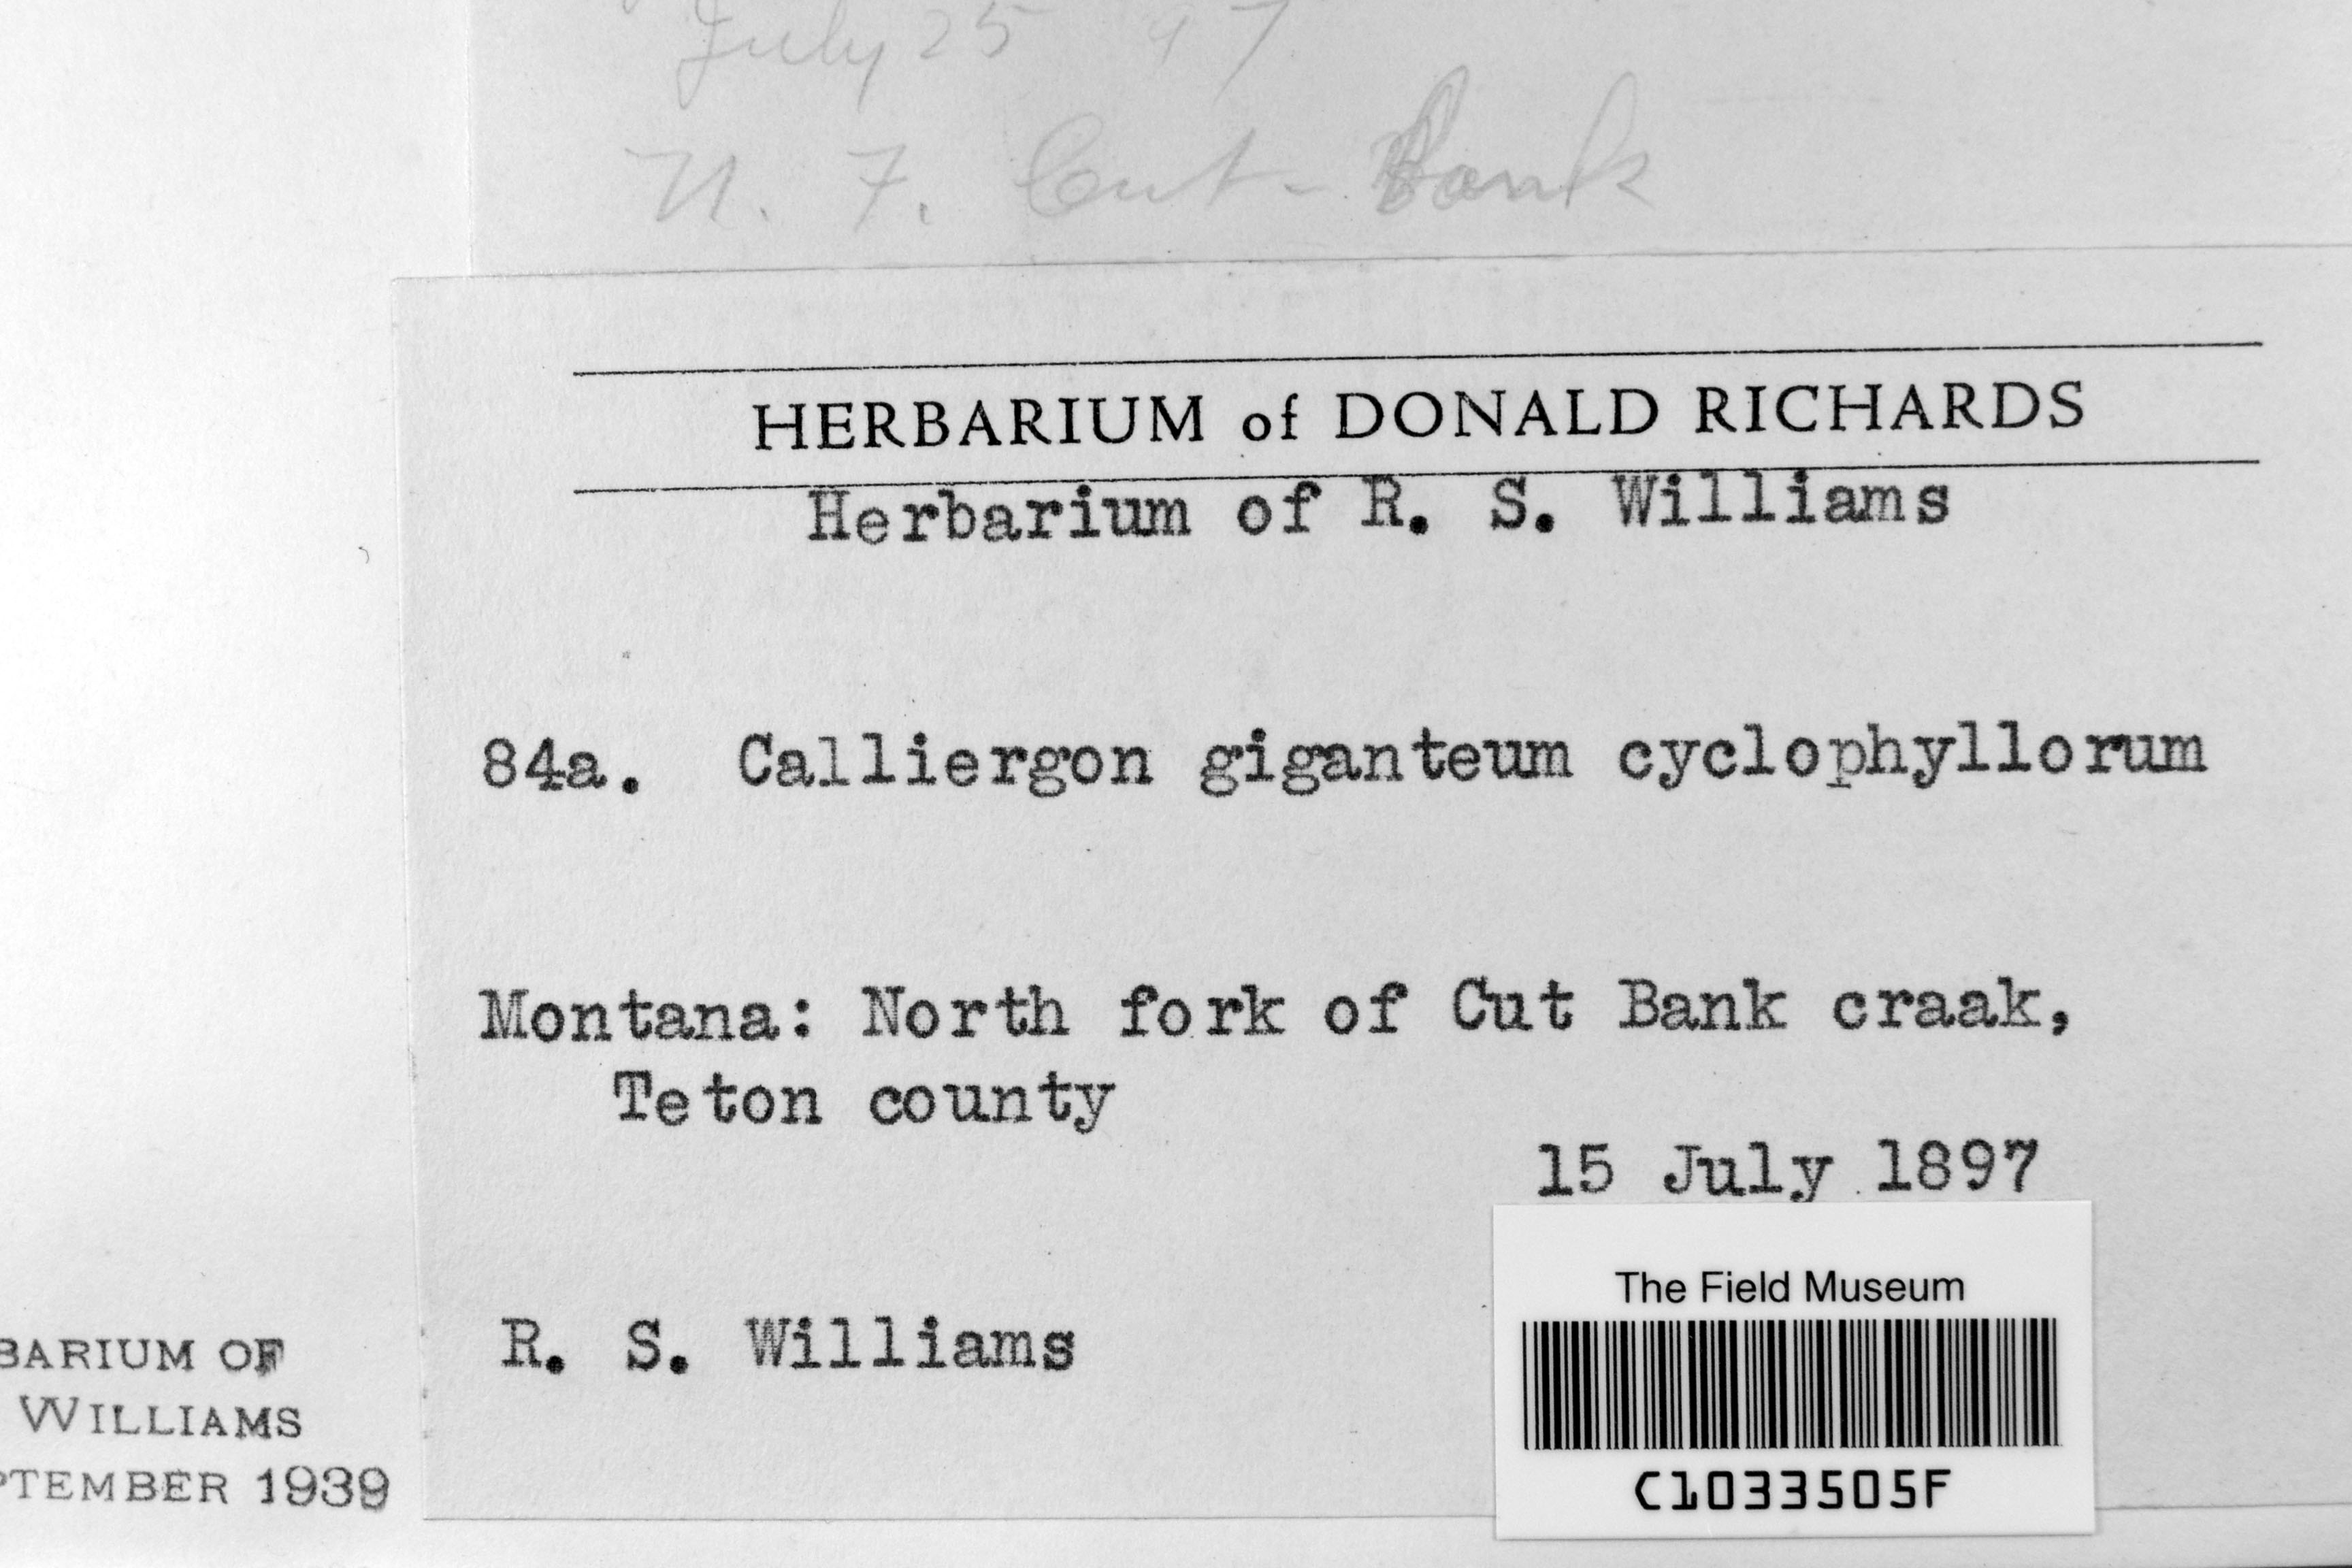 July 25 97
N. F. Cut-Bank
HERBARIUM of DONALD RICHARDS
Herbarium of R. S. Williams
84a. Calliergon giganteum cyclophyllorum
Montana: North fork of Cut Bank craak,
Teton county
15 July 1897
R. S. Williams
The Field Museum
C1033505F
BARIUM OF
WILLIAMS
PTEMBER 1939